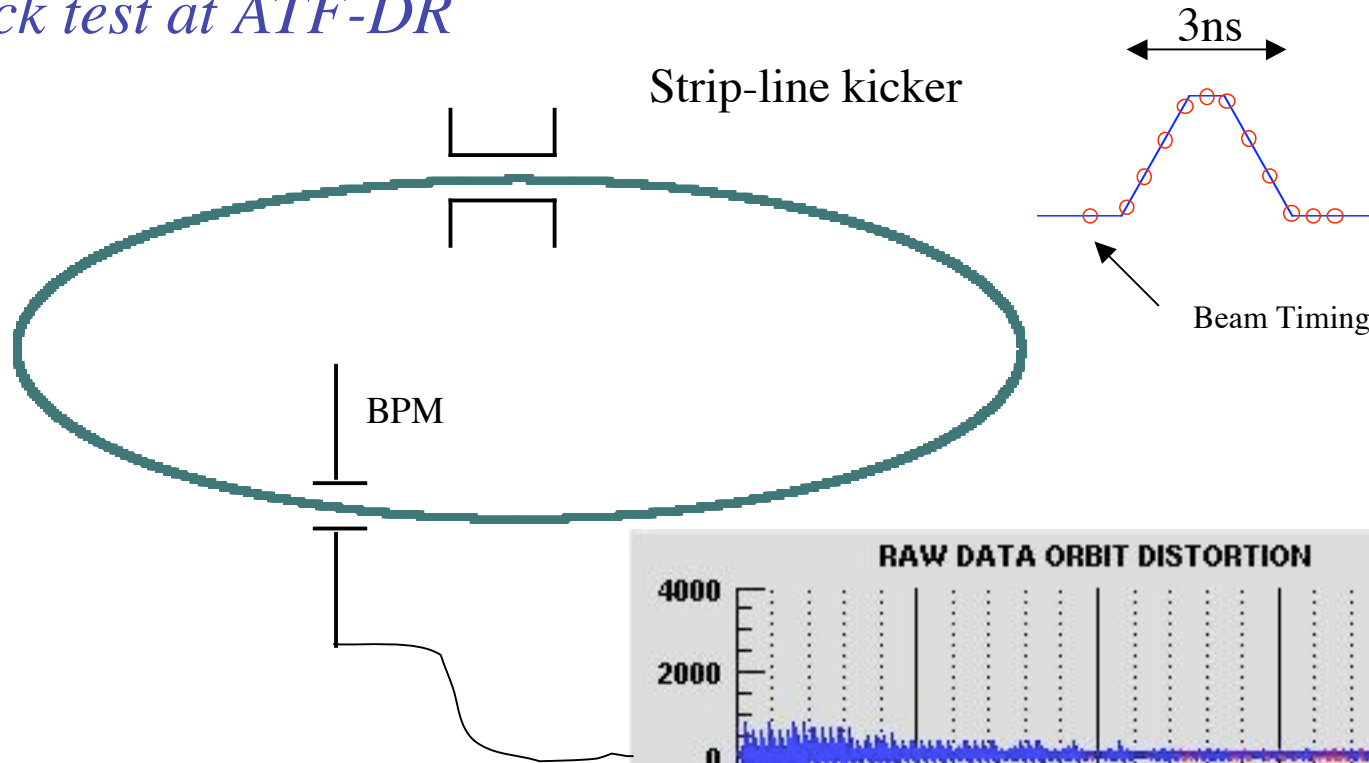 ck test at ATF-DR
3ns
Strip-line kicker
Beam Timing
BPM
RAW DATA ORBIT DISTORTION
4000
2000
0